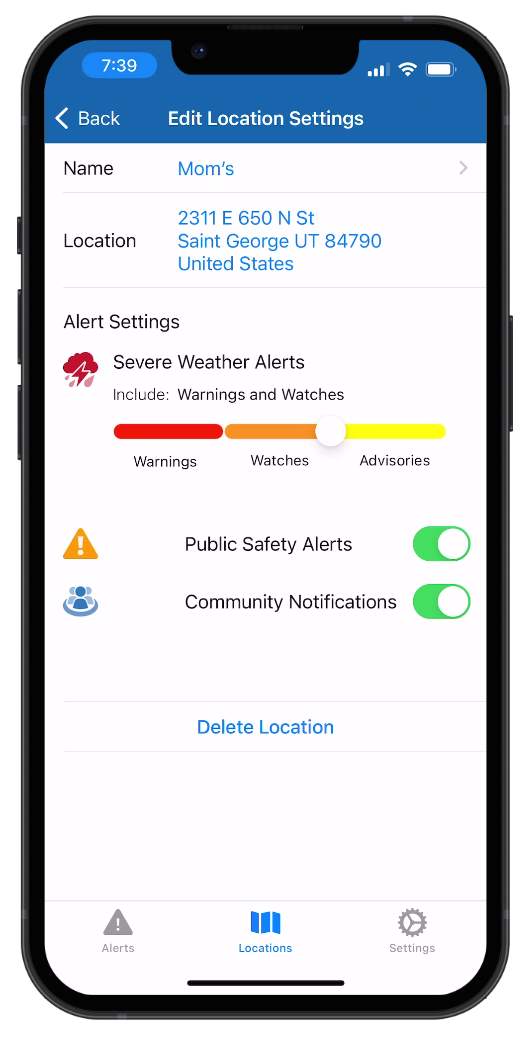 7:39
Back
Edit Location Settings
Name
Mom's
Location
2311 E 650 N St
Saint George UT 84790
United States
Alert Settings
Severe Weather Alerts
Include: Warnings and Watches
Warnings
Watches
Advisories
Public Safety Alerts
Community Notifications
Delete Location
Alerts
Locations
Settings